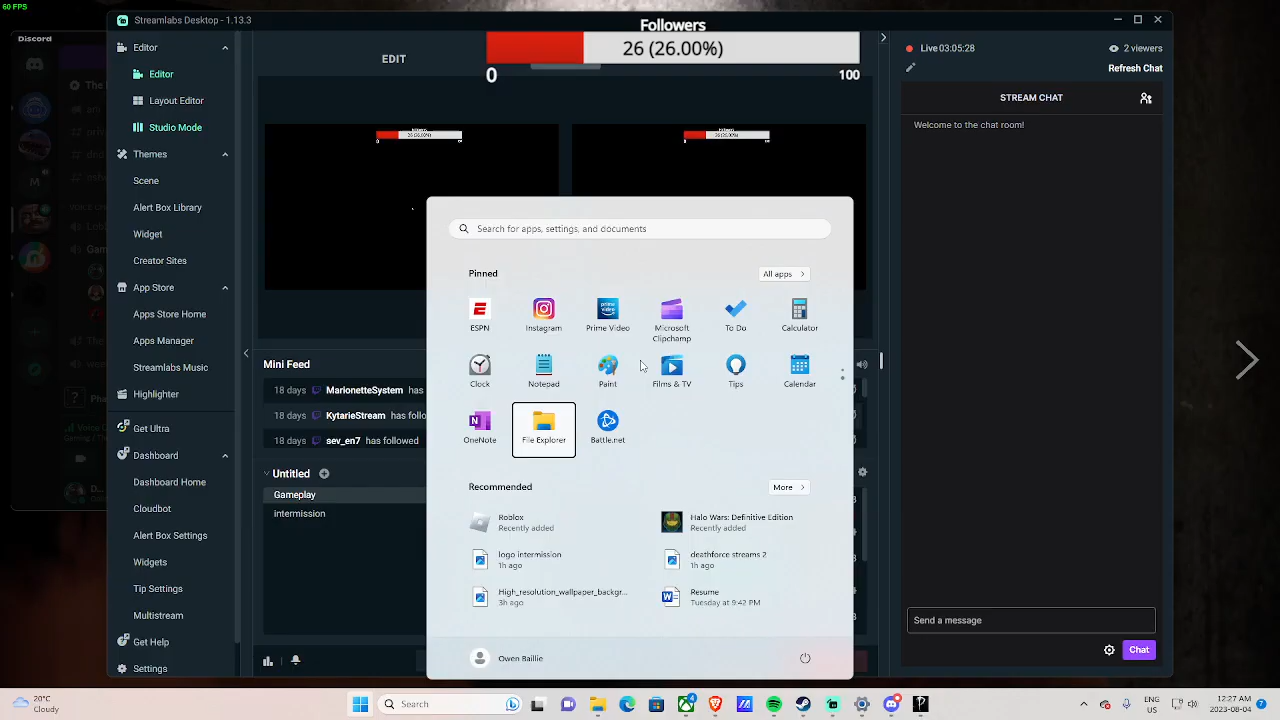 60 FPS
Streamlabs Desktop - 1.13.3
Discord
Followers
26 (26.00%)
0
100
Editor
Editor
Layout Editor
Studio Mode
Themes
Scene
Alert Box Library
Widget
Creator Sites
App Store
Apps Store Home
Apps Manager
Streamlabs Music
Highlighter
Get Ultra
Dashboard
Dashboard Home
Cloudbot
Alert Box Settings
Widgets
Tip Settings
Multistream
Get Help
Settings
EDIT
Mini Feed
18 days MarionetteSystem has
18 days KytarieStream has follo
18 days sev_en7 has followed
Untitled
Gameplay
intermission
Search for apps, settings, and documents
Pinned
All apps
ESPN
Instagram
Prime Video
Microsoft Clipchamp
To Do
Calculator
Clock
Notepad
Paint
Films & TV
Tips
Calendar
OneNote
File Explorer
Battle.net
Recommended
More
Roblox
Recently added
Halo Wars: Definitive Edition
Recently added
logo intermission
1h ago
deathforce streams 2
1h ago
High_resolution_wallpaper_backgr...
3h ago
Resume
Tuesday at 9:42 PM
Owen Baillie
Live 03:05:28
2 viewers
Refresh Chat
STREAM CHAT
Welcome to the chat room!
Send a message
Chat
20°C
Cloudy
Search
4
ENG
US
12:27 AM
2023-08-04